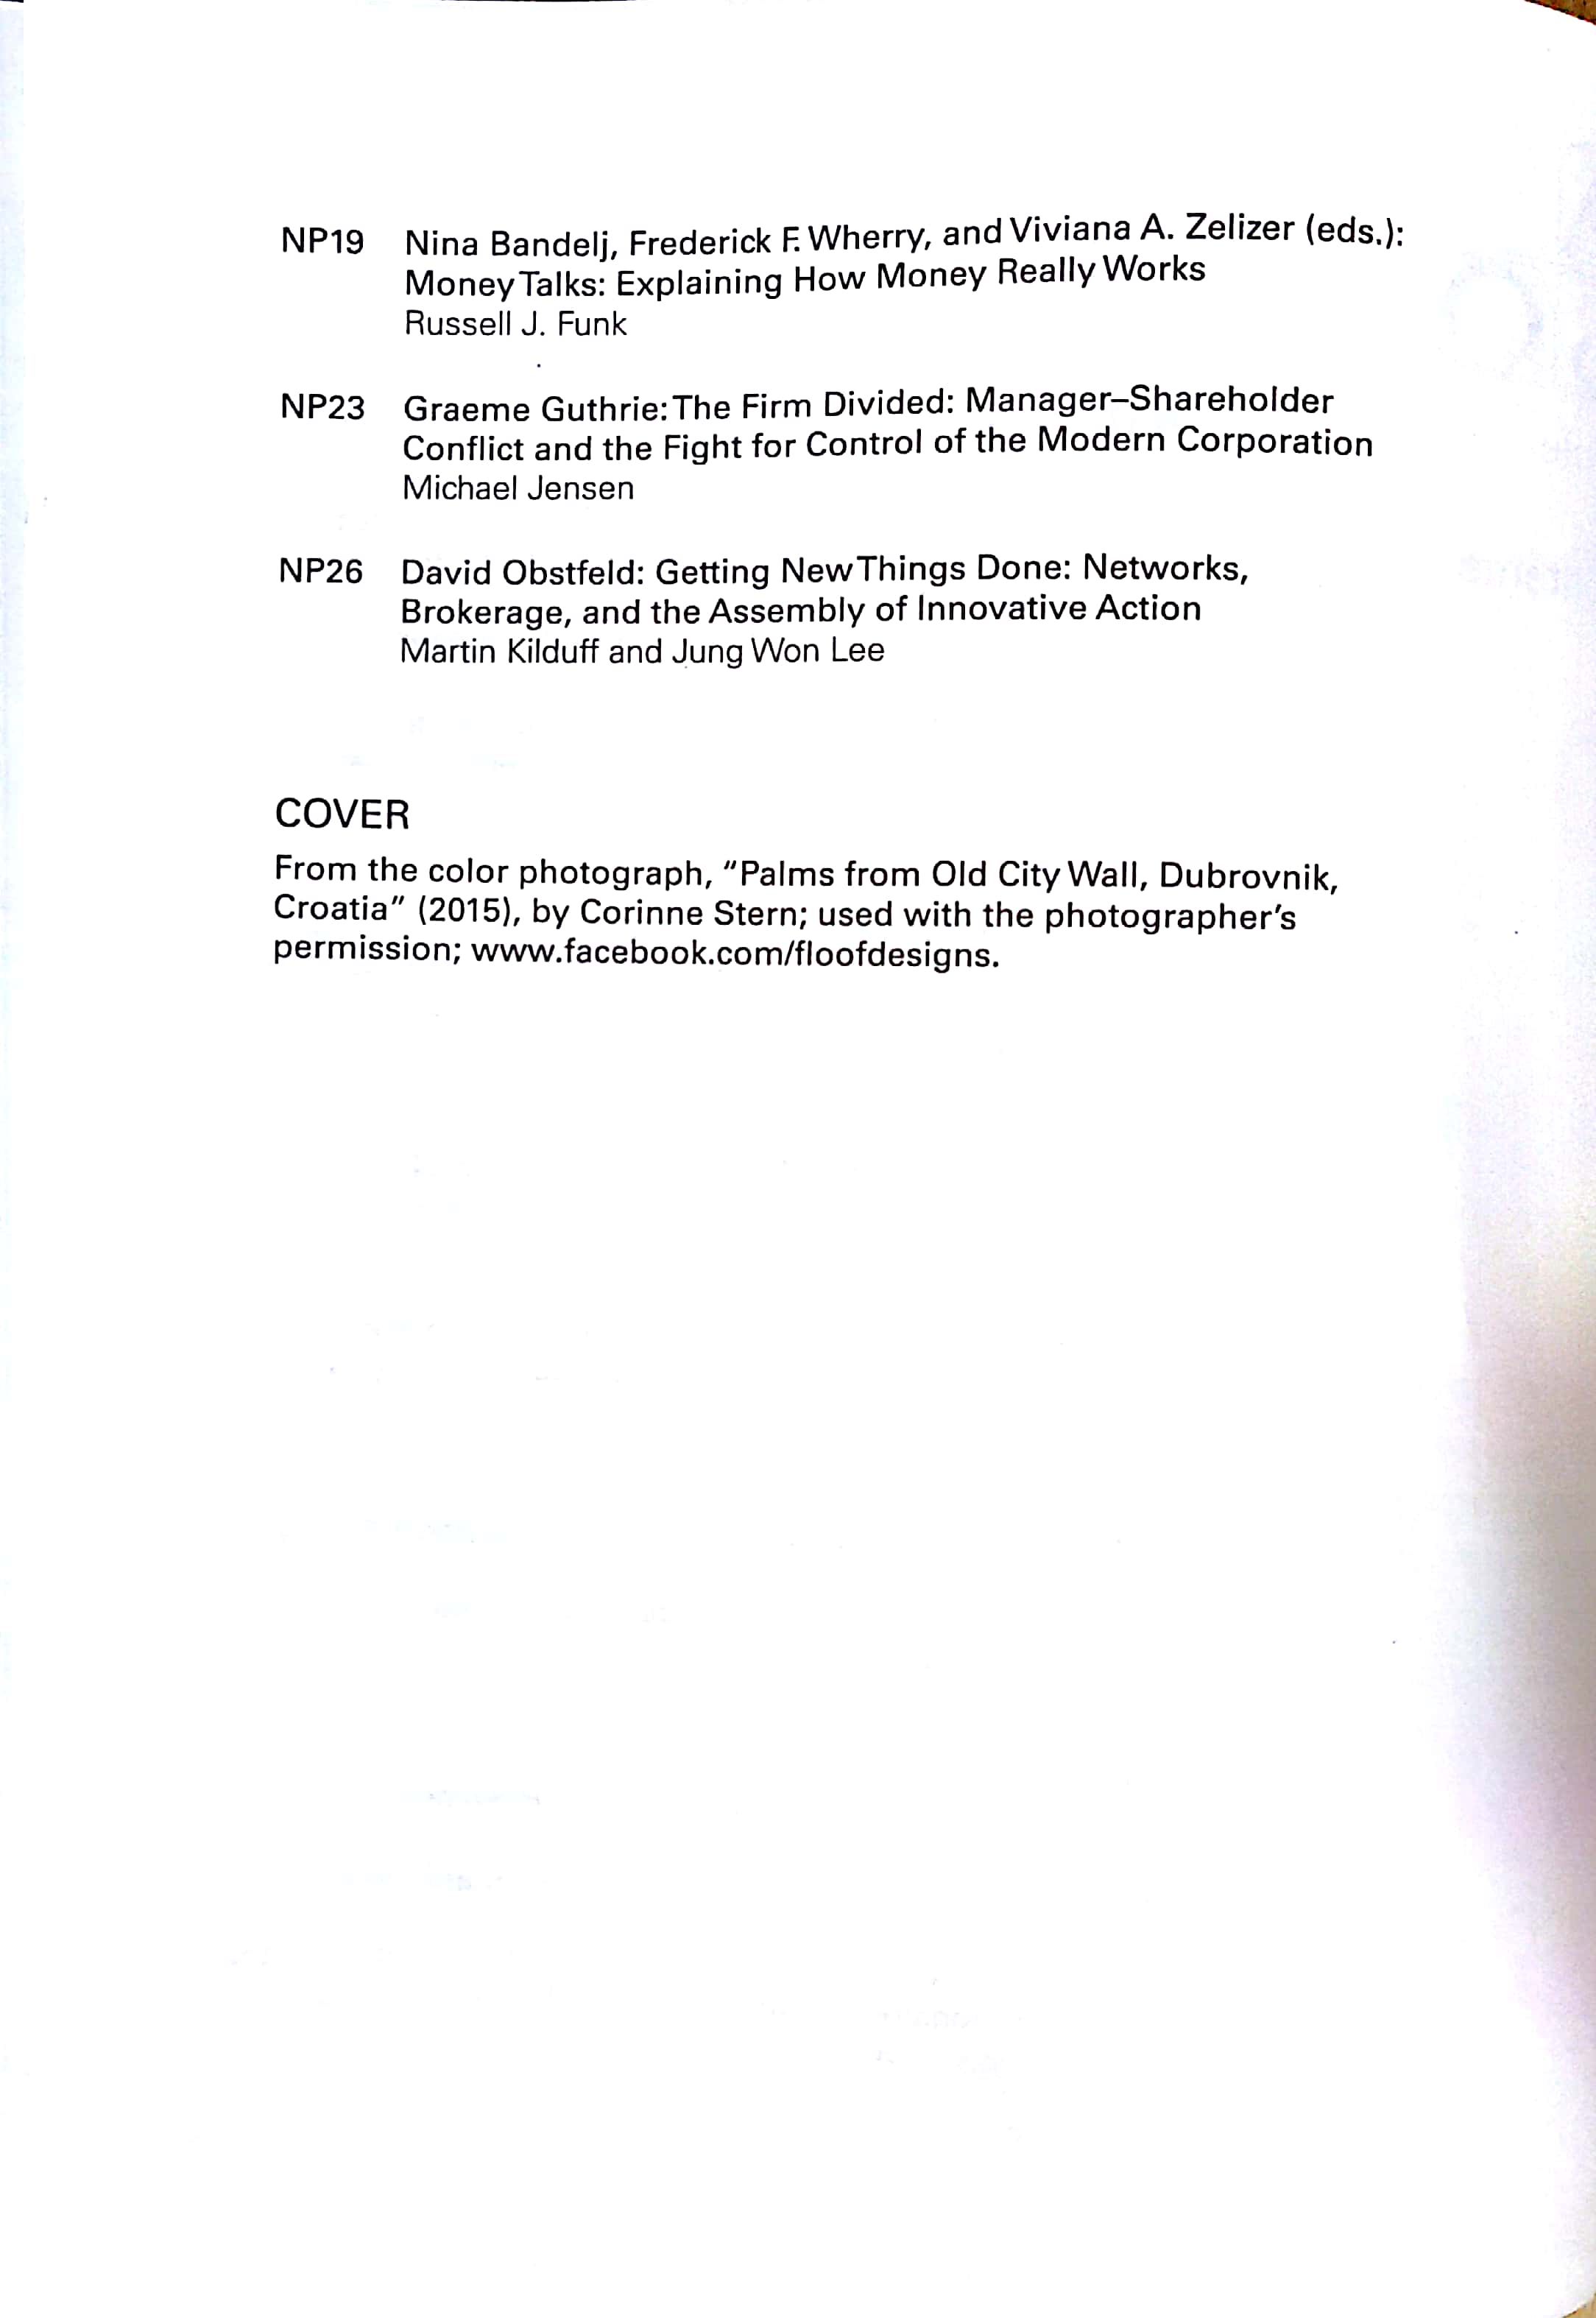 NP19 Nina Bandelj, Frederick F. Wherry, and Viviana A. Zelizer (eds.):
Money Talks: Explaining How Money Really Works
Russell J. Funk
NP23 Graeme Guthrie: The Firm Divided: Manager–Shareholder
Conflict and the Fight for Control of the Modern Corporation
Michael Jensen
NP26 David Obstfeld: Getting New Things Done: Networks,
Brokerage, and the Assembly of Innovative Action
Martin Kilduff and Jung Won Lee
COVER
From the color photograph, “Palms from Old City Wall, Dubrovnik,
Croatia” (2015), by Corinne Stern; used with the photographer’s
permission; www.facebook.com/floofdesigns.